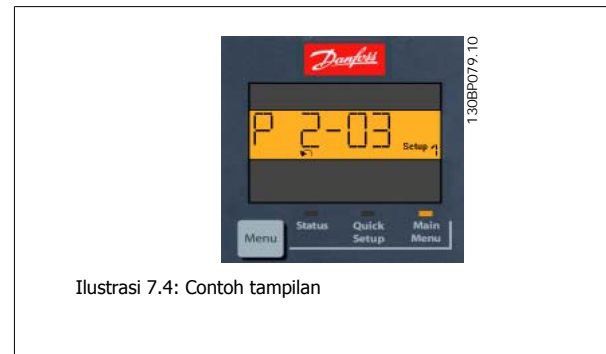 Danfoss
130BP079.10
P 2-03
Setup 1
Status
Quick Setup
Main Menu
Menu
Ilustrasi 7.4: Contoh tampilan